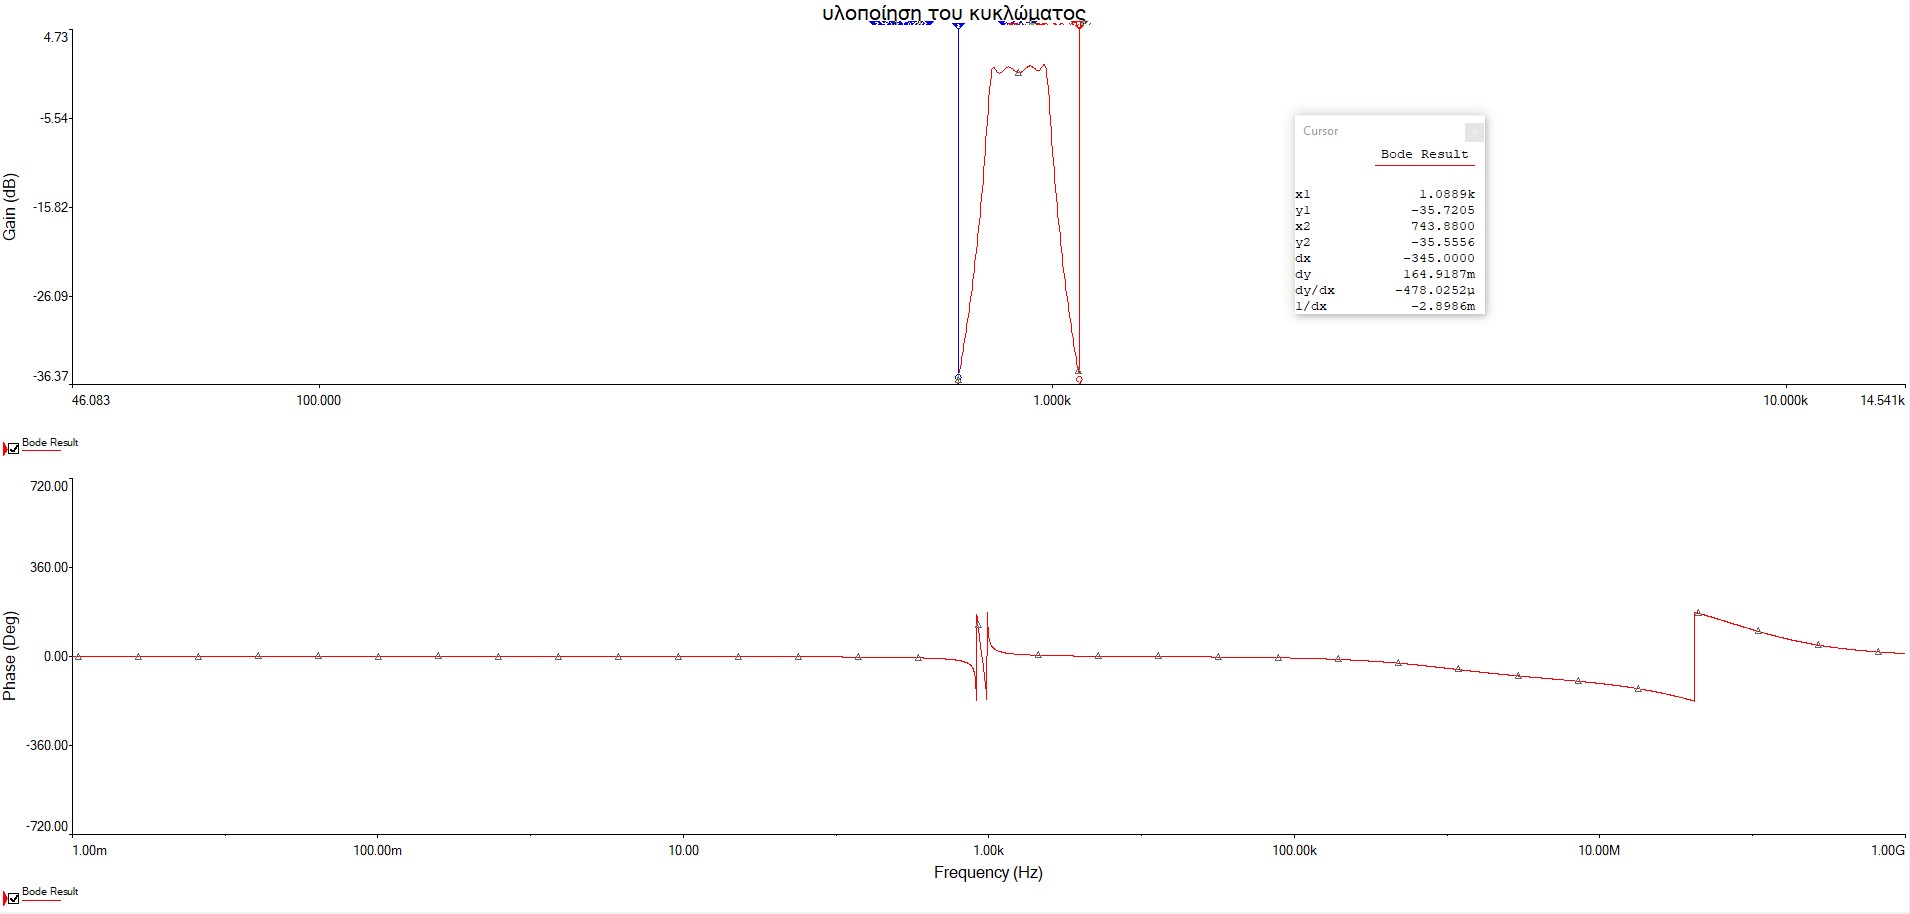 υλοποίηση του κυκλώματος
4.73
-5.54
-15.82
-26.09
-36.37
Gain (dB)
46.083 100.000 1.000k 10.000k 14.541k
Cursor
Bode Result
x1 1.0889k
y1 -35.7205
x2 743.8800
y2 -35.5556
dx -345.0000
dy 164.9187m
dy/dx -478.0252µ
1/dx -2.8986m
Bode Result
720.00
360.00
0.00
-360.00
-720.00
Phase (Deg)
1.00m 100.00m 10.00 1.00k 100.00k 10.00M 1.00G
Frequency (Hz)
Bode Result